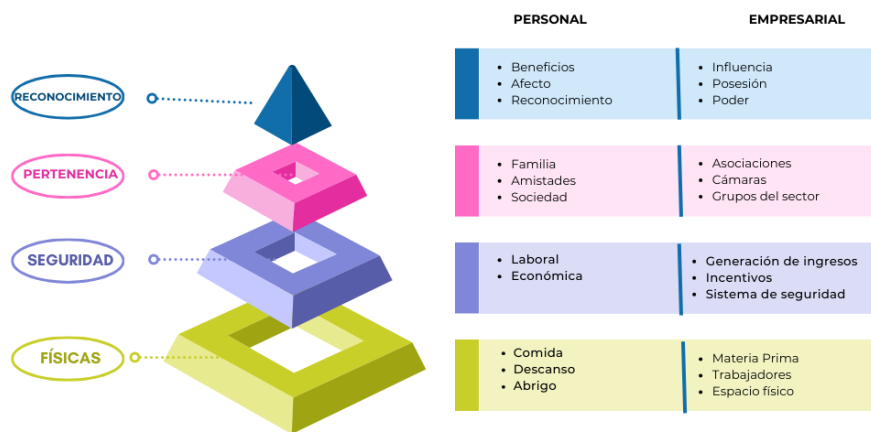 PERSONAL
EMPRESARIAL
RECONOCIMIENTO
• Beneficios
• Afecto
• Reconocimiento
• Influencia
• Posesión
• Poder
PERTENENCIA
• Familia
• Amistades
• Sociedad
• Asociaciones
• Cámaras
• Grupos del sector
SEGURIDAD
• Laboral
• Económica
• Generación de ingresos
• Incentivos
• Sistema de seguridad
FÍSICAS
• Comida
• Descanso
• Abrigo
• Materia Prima
• Trabajadores
• Espacio físico